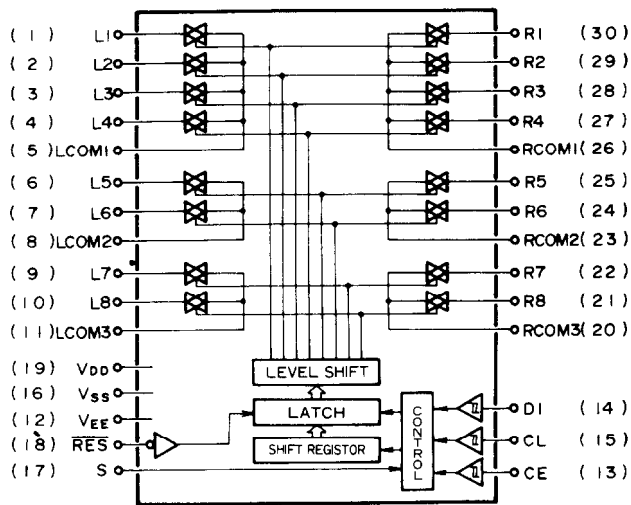 (1) L1 R1 (30)
(2) L2 R2 (29)
(3) L3 R3 (28)
(4) L4 R4 (27)
(5) LCOM1 RCOM1 (26)
(6) L5 R5 (25)
(7) L6 R6 (24)
(8) LCOM2 RCOM2 (23)
(9) L7 R7 (22)
(10) L8 R8 (21)
(11) LCOM3 RCOM3 (20)
(19) VDD LEVEL SHIFT
(16) VSS
(12) VEE LATCH CONTROL DI (14)
(18) RES CL (15)
(17) S SHIFT REGISTOR CE (13)